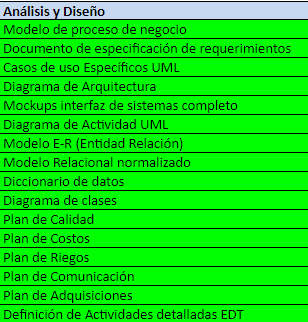 Análisis y Diseño
Modelo de proceso de negocio
Documento de especificación de requerimientos
Casos de uso Específicos UML
Diagrama de Arquitectura
Mockups interfaz de sistemas completo
Diagrama de Actividad UML
Modelo E-R (Entidad Relación)
Modelo Relacional normalizado
Diccionario de datos
Diagrama de clases
Plan de Calidad
Plan de Costos
Plan de Riegos
Plan de Comunicación
Plan de Adquisiciones
Definición de Actividades detalladas EDT